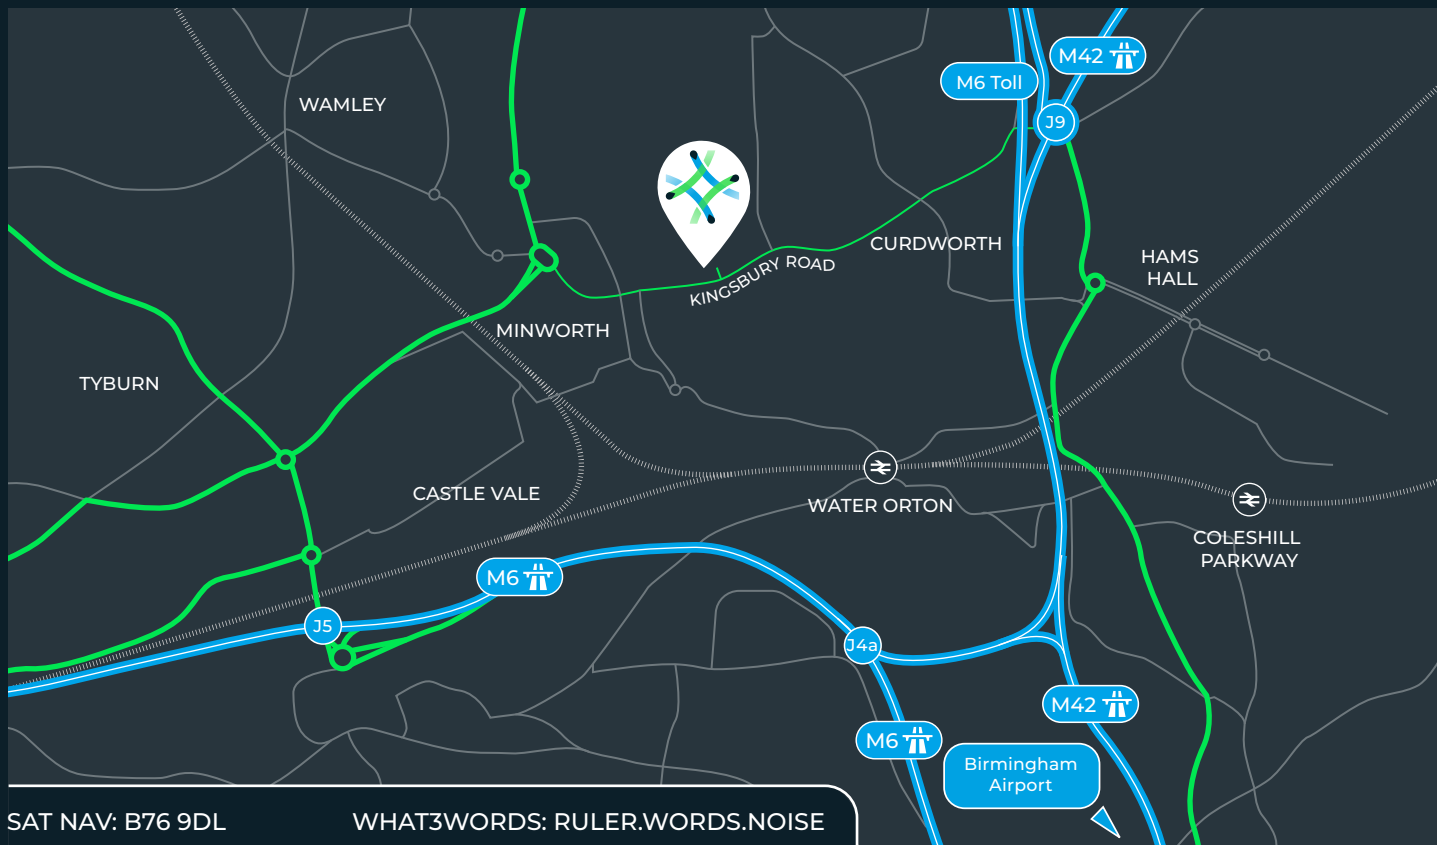 M42
M6 Toll
WAMLEY
J9
CURDWORTH
HAMS
HALL
KINGSBURY ROAD
MINWORTH
TYBURN
CASTLE VALE
WATER ORTON
COLESHILL
PARKWAY
M6
J5
J4a
M42
M6
Birmingham
Airport
SAT NAV: B76 9DL
WHAT3WORDS: RULER.WORDS.NOISE